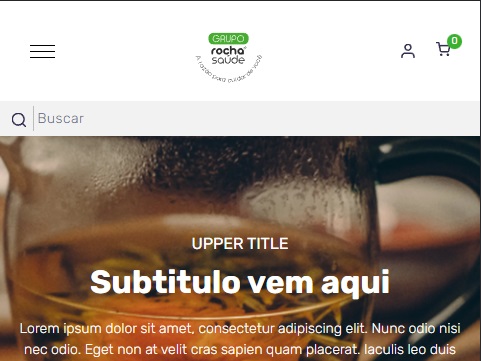 GRUPO
rocha
saúde
A razão para cuidar de você
0
Buscar
UPPER TITLE
Subtitulo vem aqui
Lorem ipsum dolor sit amet, consectetur adipiscing elit. Nunc odio nisi
nec odio. Eget non at velit cras sapien quam placerat. Iaculis leo duis